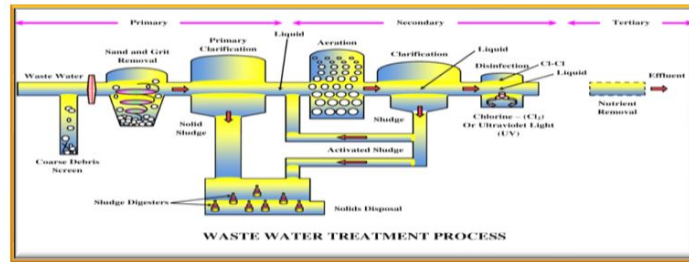 Primary
Secondary
Tertiary
Primary
Clarification
Liquid
Aeration
Sand and Grit
Removal
Clarification
Liquid
Disinfection
Cl-Cl
Liquid
Waste Water
Effluent
Nutrient
Removal
Solid
Sludge
Sludge
Chlorine – (Cl₂)
Or Ultraviolet Light
(UV)
Activated Sludge
Coarse Debris
Screen
Sludge Digesters
Solids Disposal
WASTE WATER TREATMENT PROCESS